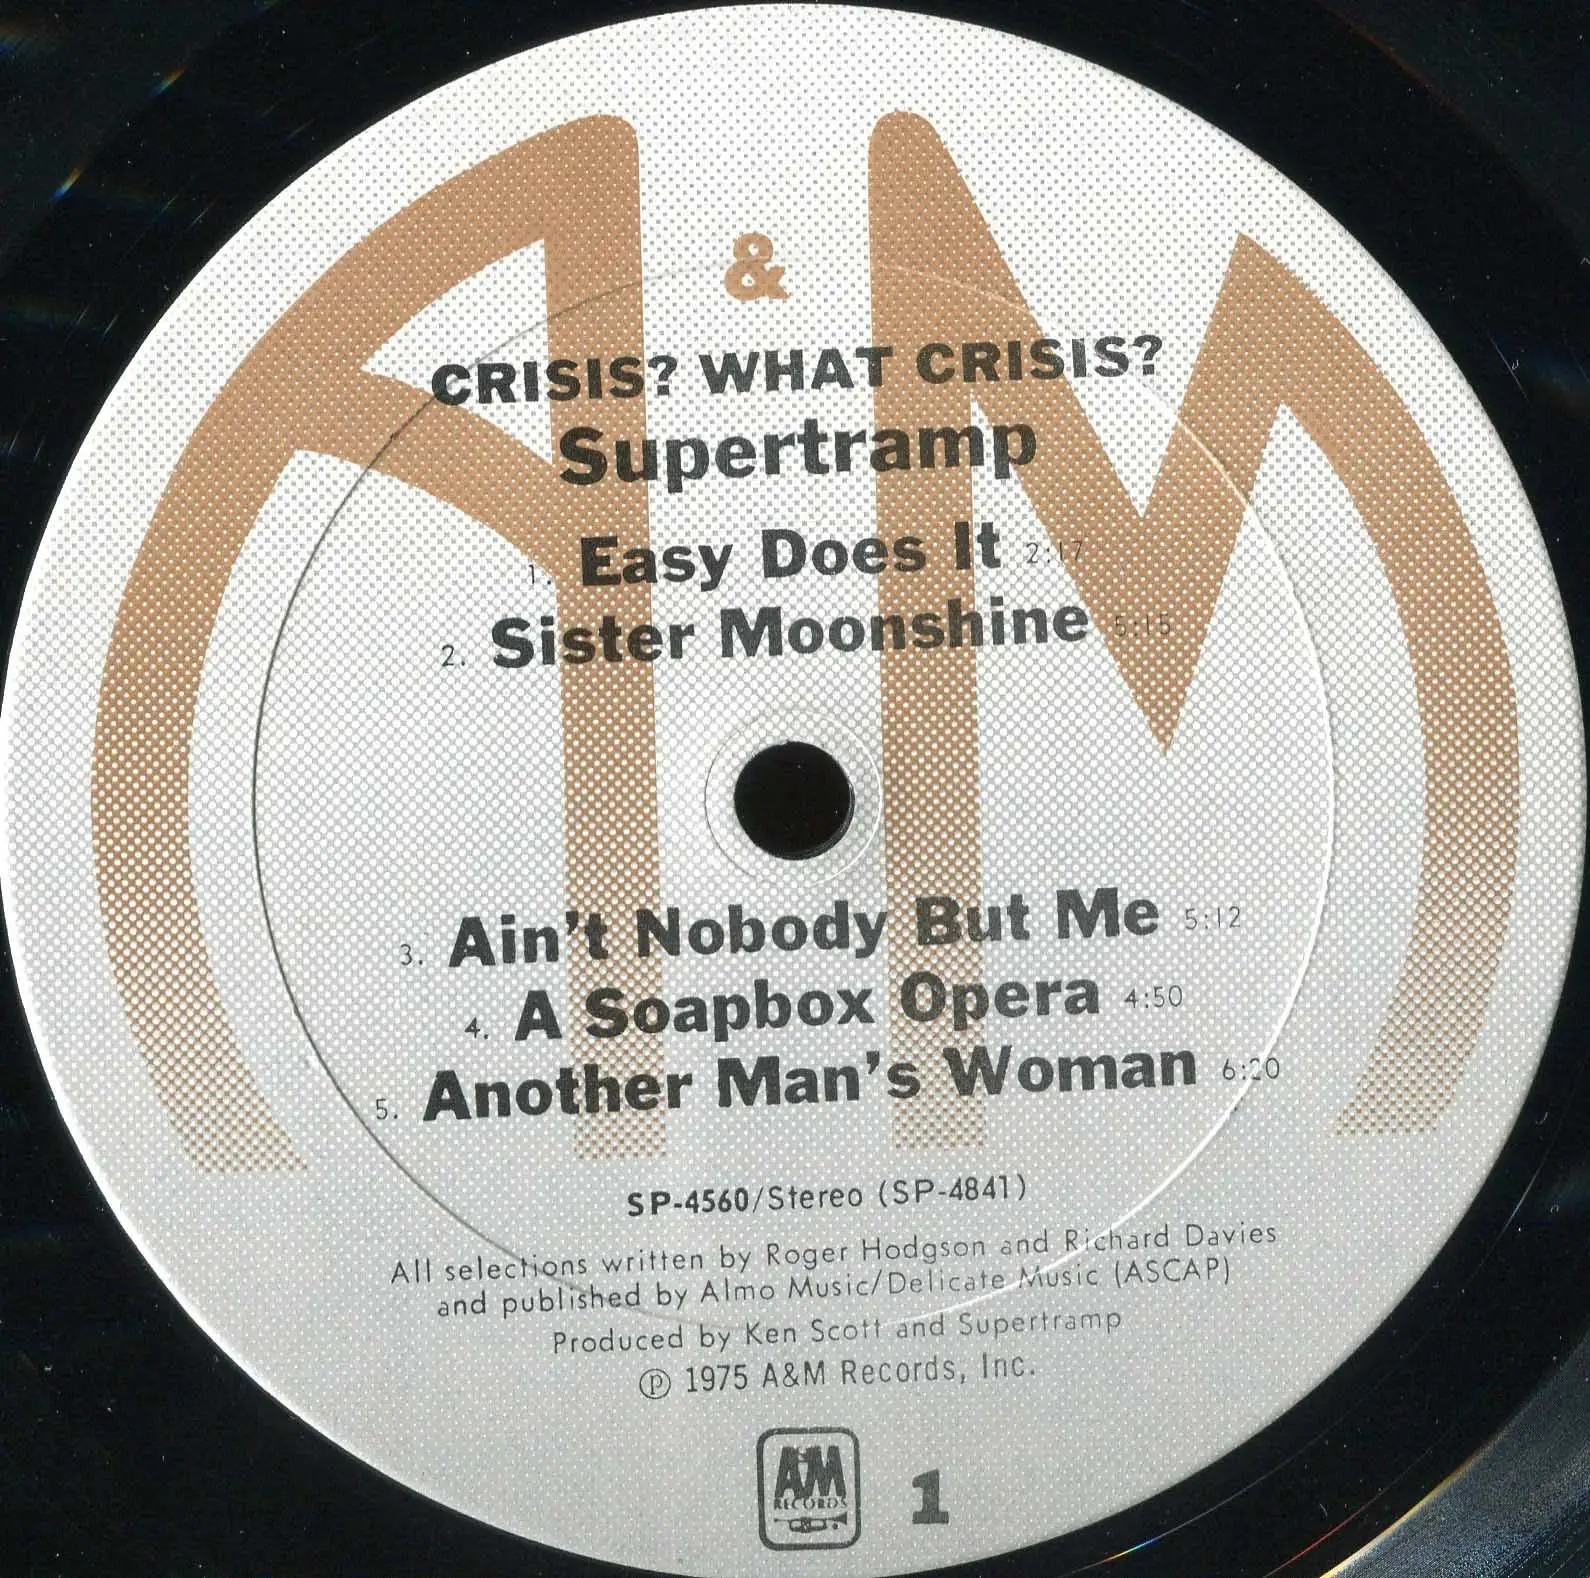 A & M
CRISIS? WHAT CRISIS?
Supertramp
1. Easy Does It 2:17
2. Sister Moonshine 5:15
3. Ain't Nobody But Me 5:12
4. A Soapbox Opera 4:50
5. Another Man's Woman 6:20
SP-4560/Stereo (SP-4841)
All selections written by Roger Hodgson and Richard Davies
and published by Almo Music/Delicate Music (ASCAP)
Produced by Ken Scott and Supertramp
℗ 1975 A&M Records, Inc.
A&M
RECORDS
1